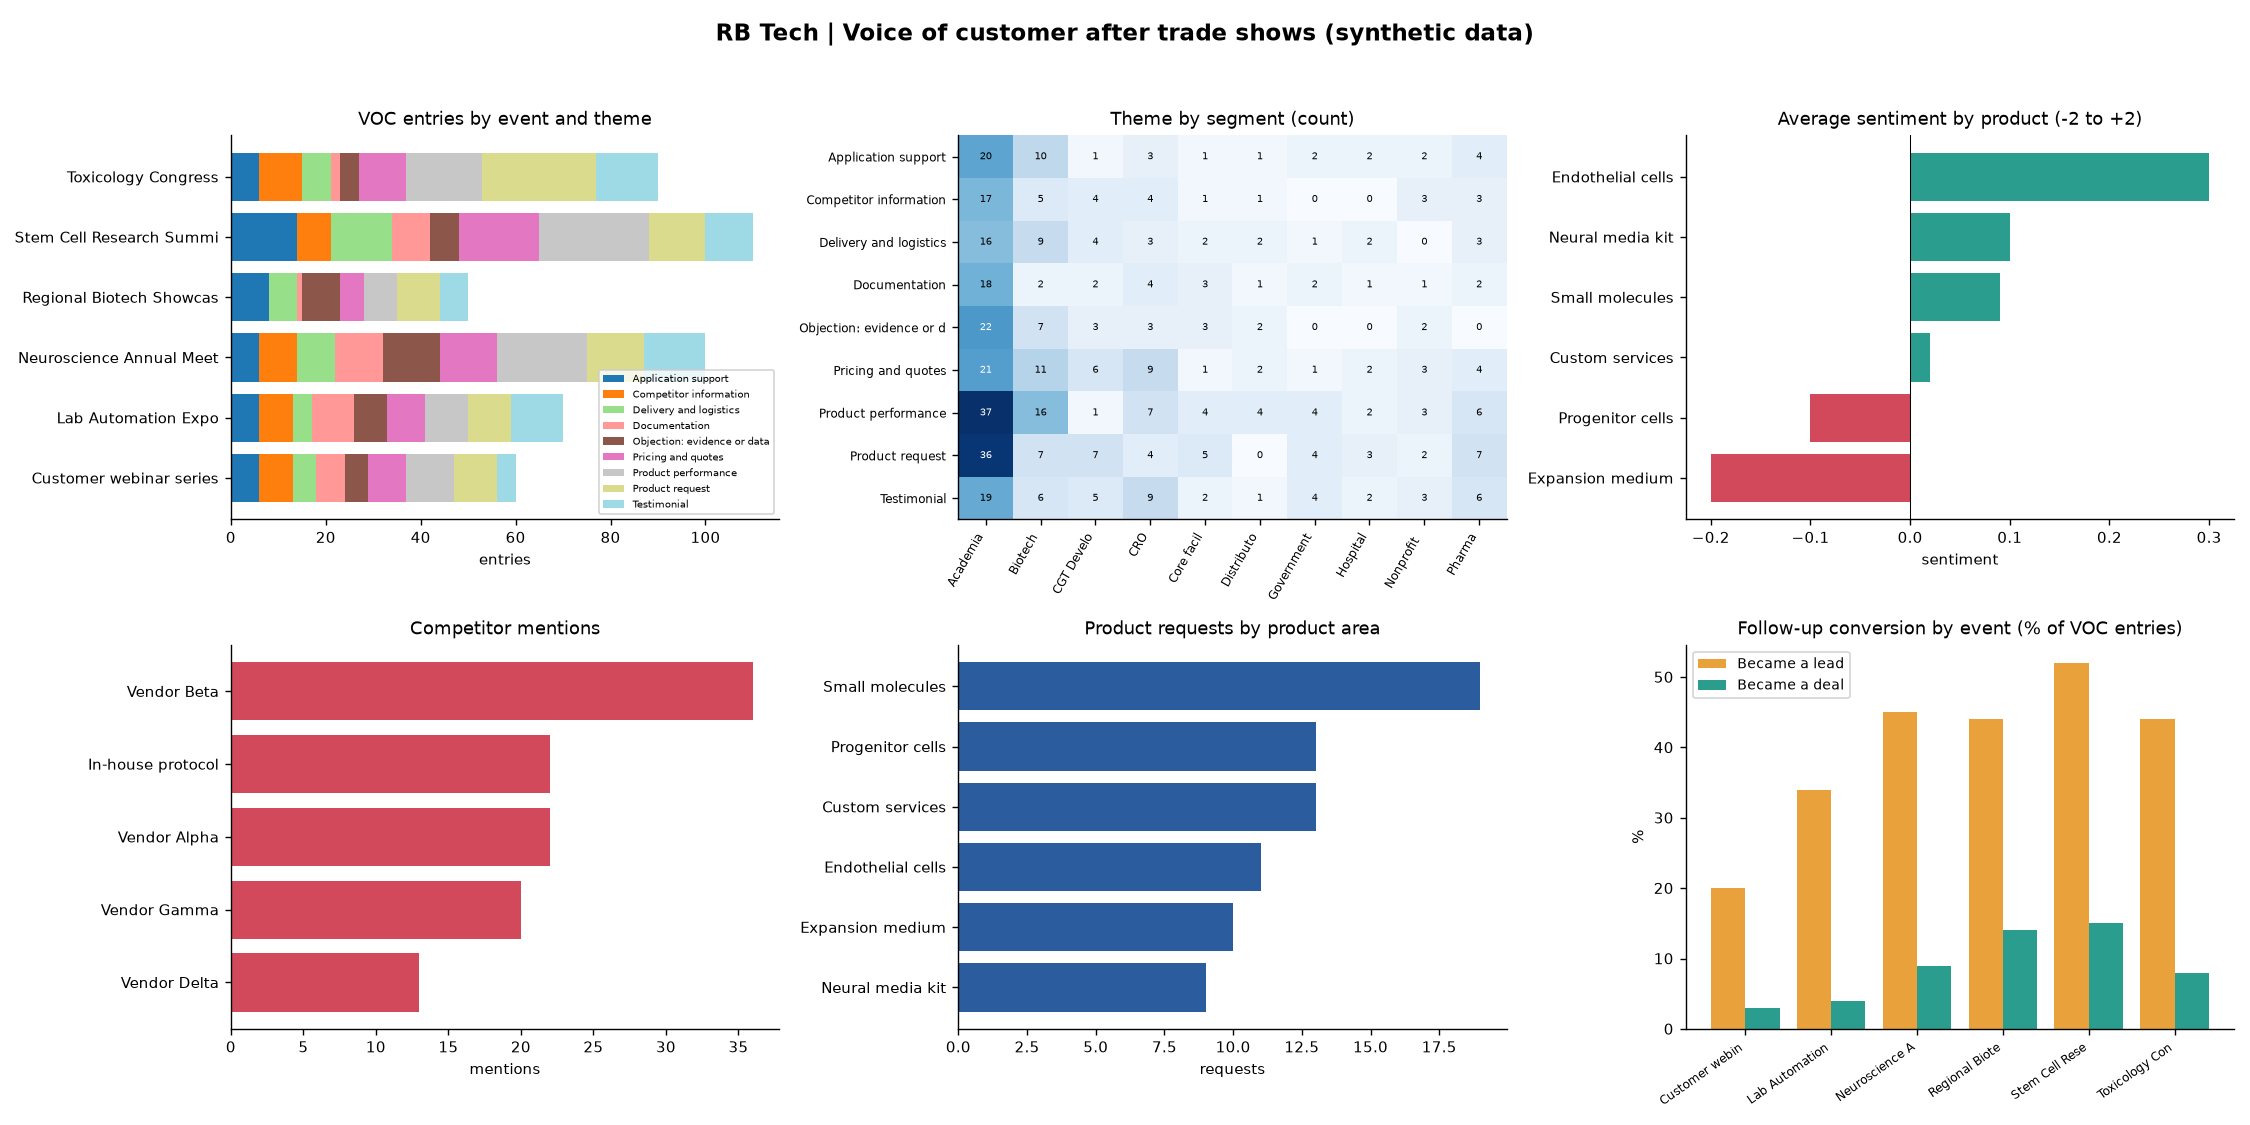 RB Tech | Voice of customer after trade shows (synthetic data)
VOC entries by event and theme
Toxicology Congress
Stem Cell Research Summi
Regional Biotech Showcas
Neuroscience Annual Meet
Lab Automation Expo
Customer webinar series
0 20 40 60 80 100
entries
Application support
Competitor information
Delivery and logistics
Documentation
Objection: evidence or data
Pricing and quotes
Product performance
Product request
Testimonial
Theme by segment (count)
Application support 20 10 1 3 1 1 2 2 2 4
Competitor information 17 5 4 4 1 1 0 0 3 3
Delivery and logistics 16 9 4 3 2 2 1 2 0 3
Documentation 18 2 2 4 3 1 2 1 1 2
Objection: evidence or d 22 7 3 3 3 2 0 0 2 0
Pricing and quotes 21 11 6 9 1 2 1 2 3 4
Product performance 37 16 1 7 4 4 4 2 3 6
Product request 36 7 7 4 5 0 4 3 2 7
Testimonial 19 6 5 9 2 1 4 2 3 6
Academia Biotech CGT Develo CRO Core facil Distributo Government Hospital Nonprofit Pharma
Average sentiment by product (-2 to +2)
Endothelial cells
Neural media kit
Small molecules
Custom services
Progenitor cells
Expansion medium
−0.2 −0.1 0.0 0.1 0.2 0.3
sentiment
Competitor mentions
Vendor Beta
In-house protocol
Vendor Alpha
Vendor Gamma
Vendor Delta
0 5 10 15 20 25 30 35
mentions
Product requests by product area
Small molecules
Progenitor cells
Custom services
Endothelial cells
Expansion medium
Neural media kit
0.0 2.5 5.0 7.5 10.0 12.5 15.0 17.5
requests
Follow-up conversion by event (% of VOC entries)
Became a lead
Became a deal
50
40
30
20
10
0
%
Customer webin Lab Automation Neuroscience A Regional Biote Stem Cell Rese Toxicology Con